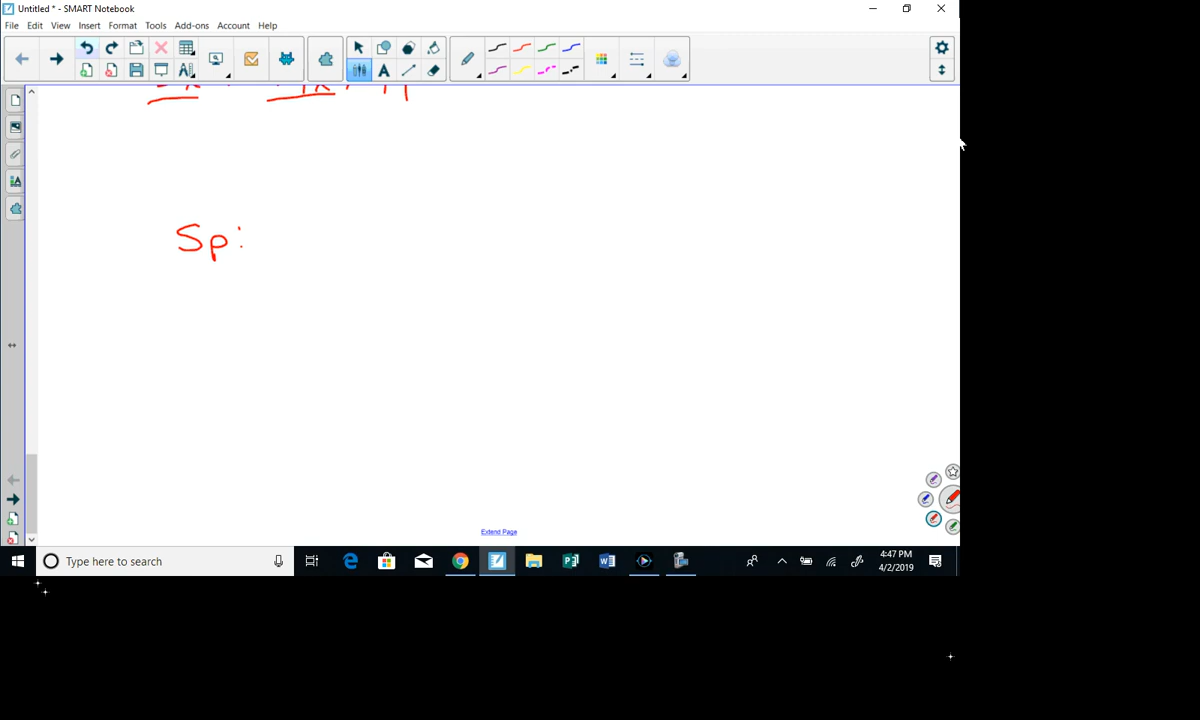 Untitled * - SMART Notebook
File Edit View Insert Format Tools Add-ons Account Help
Sp:
Extend Page
Type here to search
4:47 PM
4/2/2019